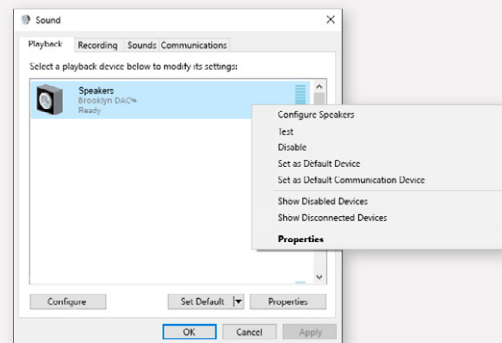 Sound
Playback Recording Sounds Communications
Select a playback device below to modify its settings:
Speakers
Brooklyn DAC+
Ready
Configure Speakers
Test
Disable
Set as Default Device
Set as Default Communication Device
Show Disabled Devices
Show Disconnected Devices
Properties
Configure Set Default Properties
OK Cancel Apply